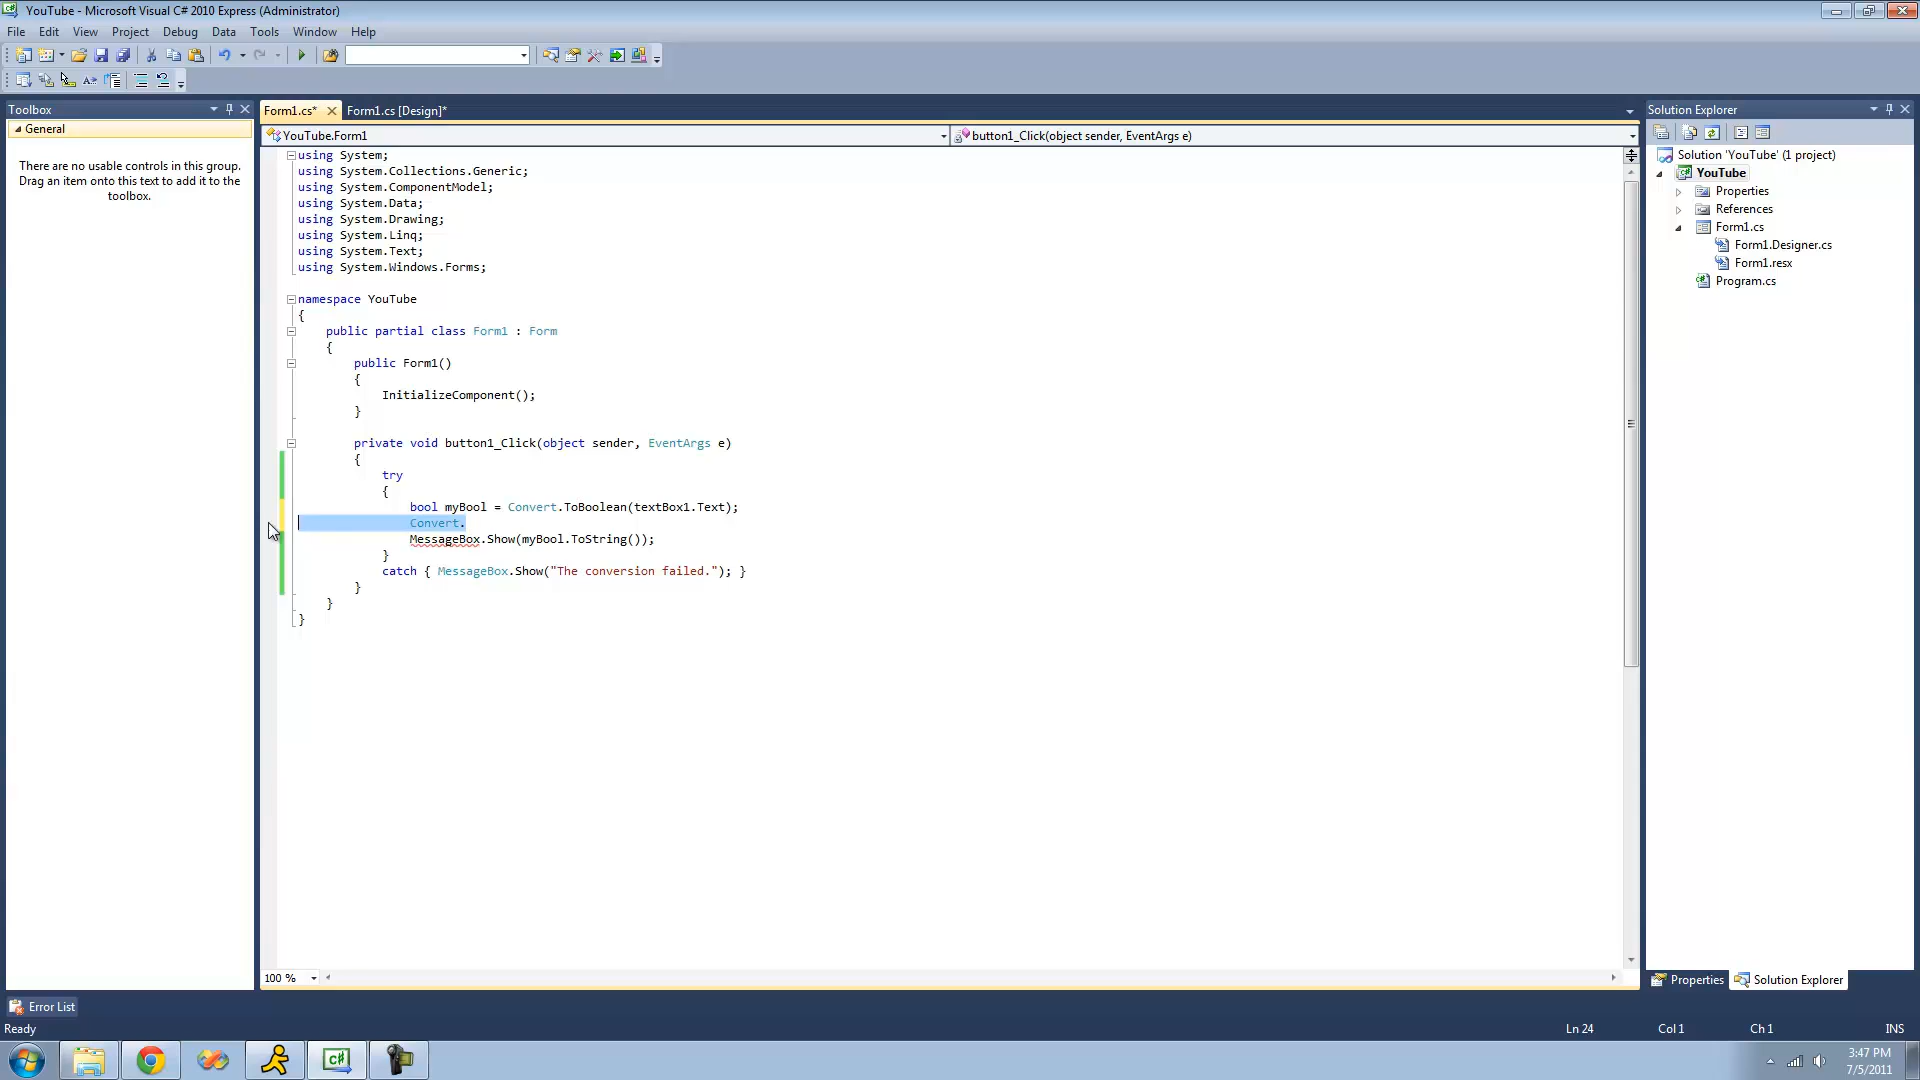 YouTube - Microsoft Visual C# 2010 Express (Administrator)
File Edit View Project Debug Data Tools Window Help
Toolbox
General
There are no usable controls in this group. Drag an item onto this text to add it to the toolbox.
Form1.cs* Form1.cs [Design]*
YouTube.Form1
button1_Click(object sender, EventArgs e)
using System;
using System.Collections.Generic;
using System.ComponentModel;
using System.Data;
using System.Drawing;
using System.Linq;
using System.Text;
using System.Windows.Forms;
namespace YouTube
{
public partial class Form1 : Form
{
public Form1()
{
InitializeComponent();
}
private void button1_Click(object sender, EventArgs e)
{
try
{
bool myBool = Convert.ToBoolean(textBox1.Text);
Convert.
MessageBox.Show(myBool.ToString());
}
catch { MessageBox.Show("The conversion failed."); }
}
}
}
100 %
Solution Explorer
Solution 'YouTube' (1 project)
YouTube
Properties
References
Form1.cs
Form1.Designer.cs
Form1.resx
Program.cs
Properties Solution Explorer
Error List
Ready
Ln 24 Col 1 Ch 1 INS
3:47 PM
7/5/2011